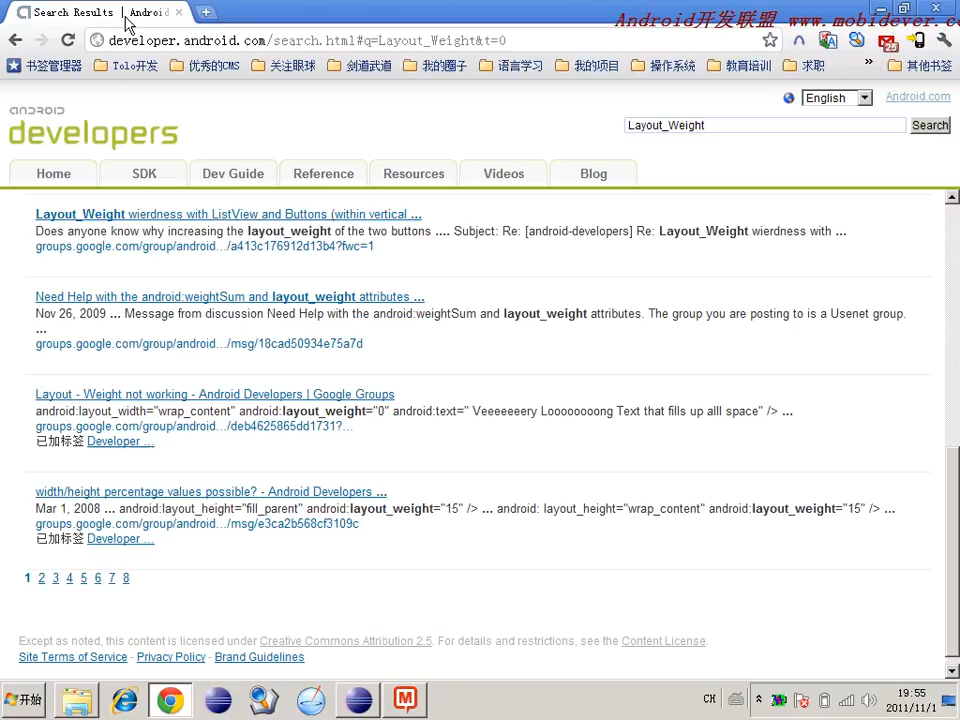 Search Results | Android
Android开发联盟 www.mobidever.co
developer.android.com/search.html#q=Layout_Weight&t=0
25
书签管理器 Tolo开发 优秀的CMS 关注眼球 剑道武道 我的圈子 语言学习 我的项目 操作系统 教育培训 求职 » 其他书签
English Android.com
android
developers
Layout_Weight Search
Home SDK Dev Guide Reference Resources Videos Blog
Layout_Weight wierdness with ListView and Buttons (within vertical ...
Does anyone know why increasing the layout_weight of the two buttons .... Subject: Re: [android-developers] Re: Layout_Weight wierdness with ...
groups.google.com/group/android.../a413c176912d13b4?fwc=1
Need Help with the android:weightSum and layout_weight attributes ...
Nov 26, 2009 ... Message from discussion Need Help with the android:weightSum and layout_weight attributes. The group you are posting to is a Usenet group.
...
groups.google.com/group/android.../msg/18cad50934e75a7d
Layout - Weight not working - Android Developers | Google Groups
android:layout_width="wrap_content" android:layout_weight="0" android:text=" Veeeeeeery Looooooong Text that fills up alll space" /> ...
groups.google.com/group/android.../deb4625865dd1731?...
已加标签 Developer ...
width/height percentage values possible? - Android Developers ...
Mar 1, 2008 ... android:layout_height="fill_parent" android:layout_weight="15" /> ... android: layout_height="wrap_content" android:layout_weight="15" /> ...
groups.google.com/group/android.../msg/e3ca2b568cf3109c
已加标签 Developer ...
1 2 3 4 5 6 7 8
Except as noted, this content is licensed under Creative Commons Attribution 2.5. For details and restrictions, see the Content License.
Site Terms of Service - Privacy Policy - Brand Guidelines
开始 CH 19:55
2011/11/1